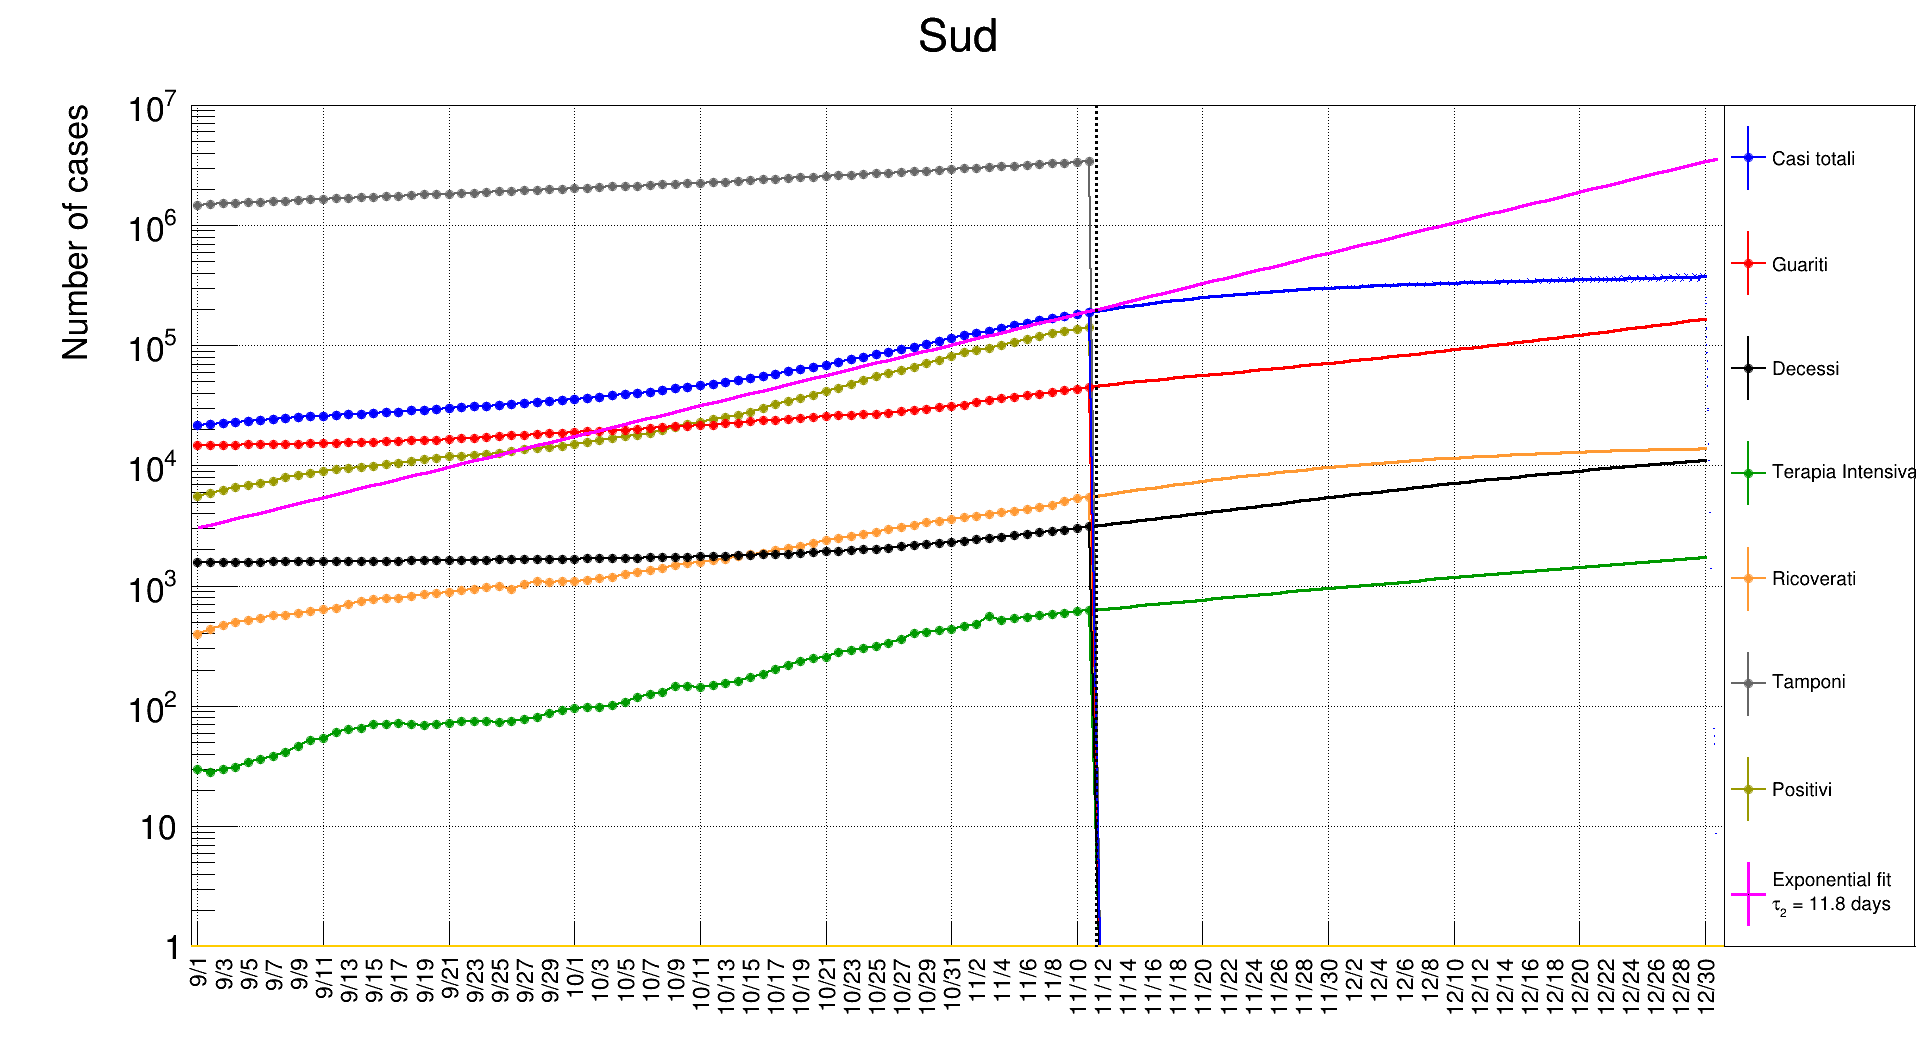 Sud
Number of cases
10^7
10^6
10^5
10^4
10^3
10^2
10
1
9/1 9/3 9/5 9/7 9/9 9/11 9/13 9/15 9/17 9/19 9/21 9/23 9/25 9/27 9/29 10/1 10/3 10/5 10/7 10/9 10/11 10/13 10/15 10/17 10/19 10/21 10/23 10/25 10/27 10/29 10/31 11/2 11/4 11/6 11/8 11/10 11/12 11/14 11/16 11/18 11/20 11/22 11/24 11/26 11/28 11/30 12/2 12/4 12/6 12/8 12/10 12/12 12/14 12/16 12/18 12/20 12/22 12/24 12/26 12/28 12/30
Casi totali
Guariti
Decessi
Terapia Intensiva
Ricoverati
Tamponi
Positivi
Exponential fit
τ_2 = 11.8 days